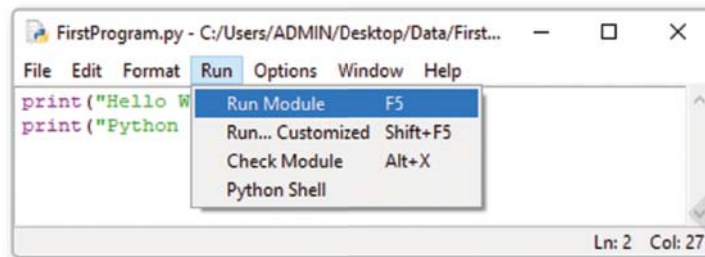 FirstProgram.py - C:/Users/ADMIN/Desktop/Data/First...
File Edit Format Run Options Window Help
print("Hello W
print("Python
Run Module F5
Run... Customized Shift+F5
Check Module Alt+X
Python Shell
Ln: 2 Col: 27